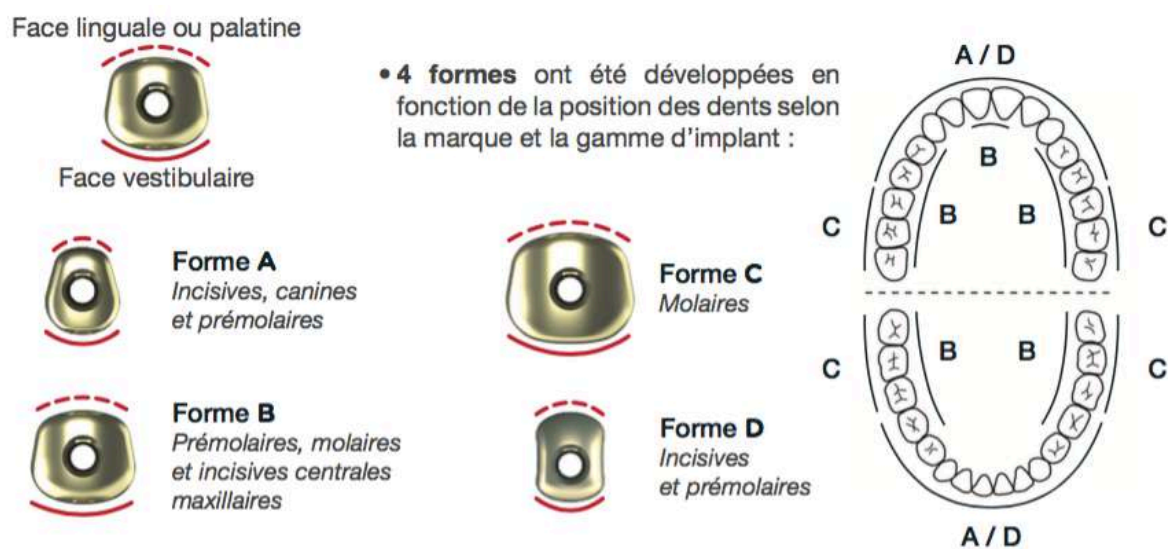 Face linguale ou palatine
Face vestibulaire
• 4 formes ont été développées en
fonction de la position des dents selon
la marque et la gamme d'implant :
Forme A
Incisives, canines
et prémolaires
Forme B
Prémolaires, molaires
et incisives centrales
maxillaires
Forme C
Molaires
Forme D
Incisives
et prémolaires
A / D
B
C B B C
C B B C
A / D